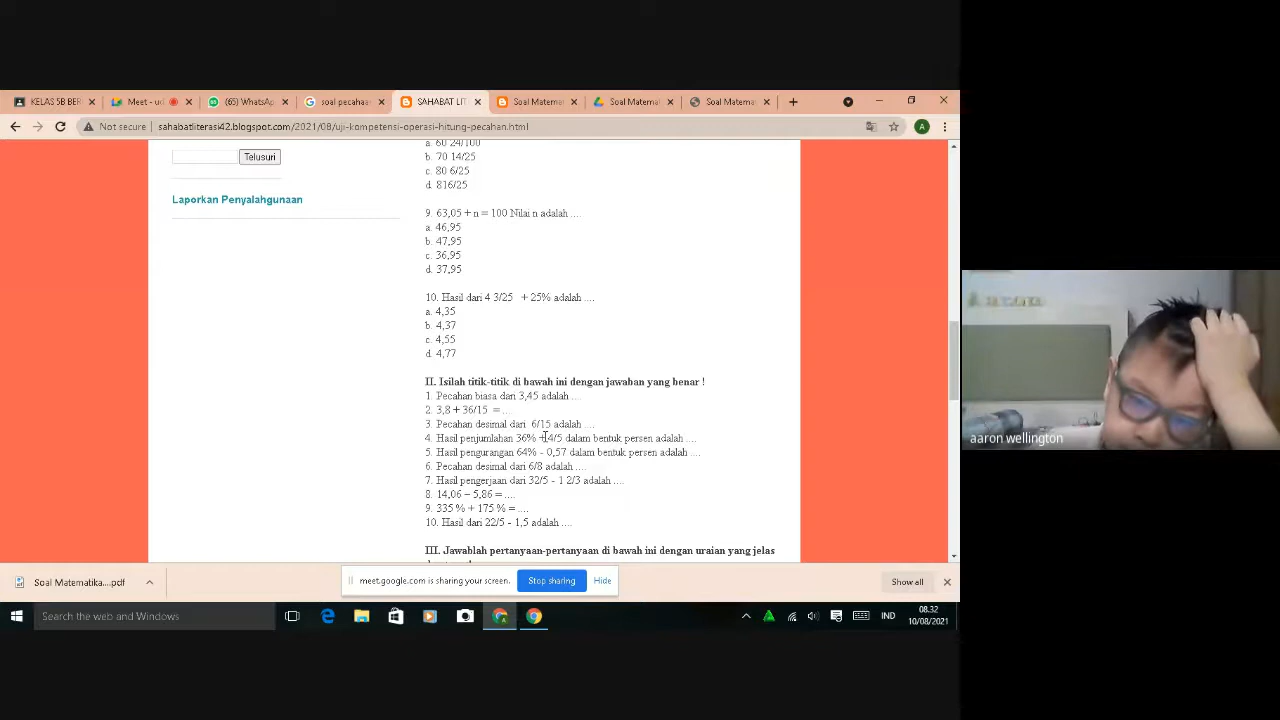 KELAS 5B BER
Meet - ud
(65) WhatsAp
soal pecahaa
SAHABAT LIT
Soal Matema
Soal Matema
Soal Matema
Not secure
sahabatliterasi42.blogspot.com/2021/08/uji-kompetensi-operasi-hitung-pecahan.html
A
Telusuri
Laporkan Penyalahgunaan
a. 60 24/100
b. 70 14/25
c. 80 6/25
d. 816/25
9. 63,05 + n = 100 Nilai n adalah ....
a. 46,95
b. 47,95
c. 36,95
d. 37,95
10. Hasil dari 4 3/25 + 25% adalah ....
a. 4,35
b. 4,37
c. 4,55
d. 4,77
II. Isilah titik-titik di bawah ini dengan jawaban yang benar !
1. Pecahan biasa dari 3,45 adalah ....
2. 3,8 + 36/15 = ....
3. Pecahan desimal dari 6/15 adalah ....
4. Hasil penjumlahan 36% + 4/5 dalam bentuk persen adalah ....
5. Hasil pengurangan 64% - 0,57 dalam bentuk persen adalah ....
6. Pecahan desimal dari 6/8 adalah ....
7. Hasil pengerjaan dari 32/5 - 1 2/3 adalah ....
8. 14,06 – 5,86 = ....
9. 335 % + 175 % = ....
10. Hasil dari 22/5 - 1,5 adalah ....
III. Jawablah pertanyaan-pertanyaan di bawah ini dengan uraian yang jelas
aaron wellington
Soal Matematika....pdf
meet.google.com is sharing your screen.
Stop sharing
Hide
Show all
Search the web and Windows
IND
08.32
10/08/2021